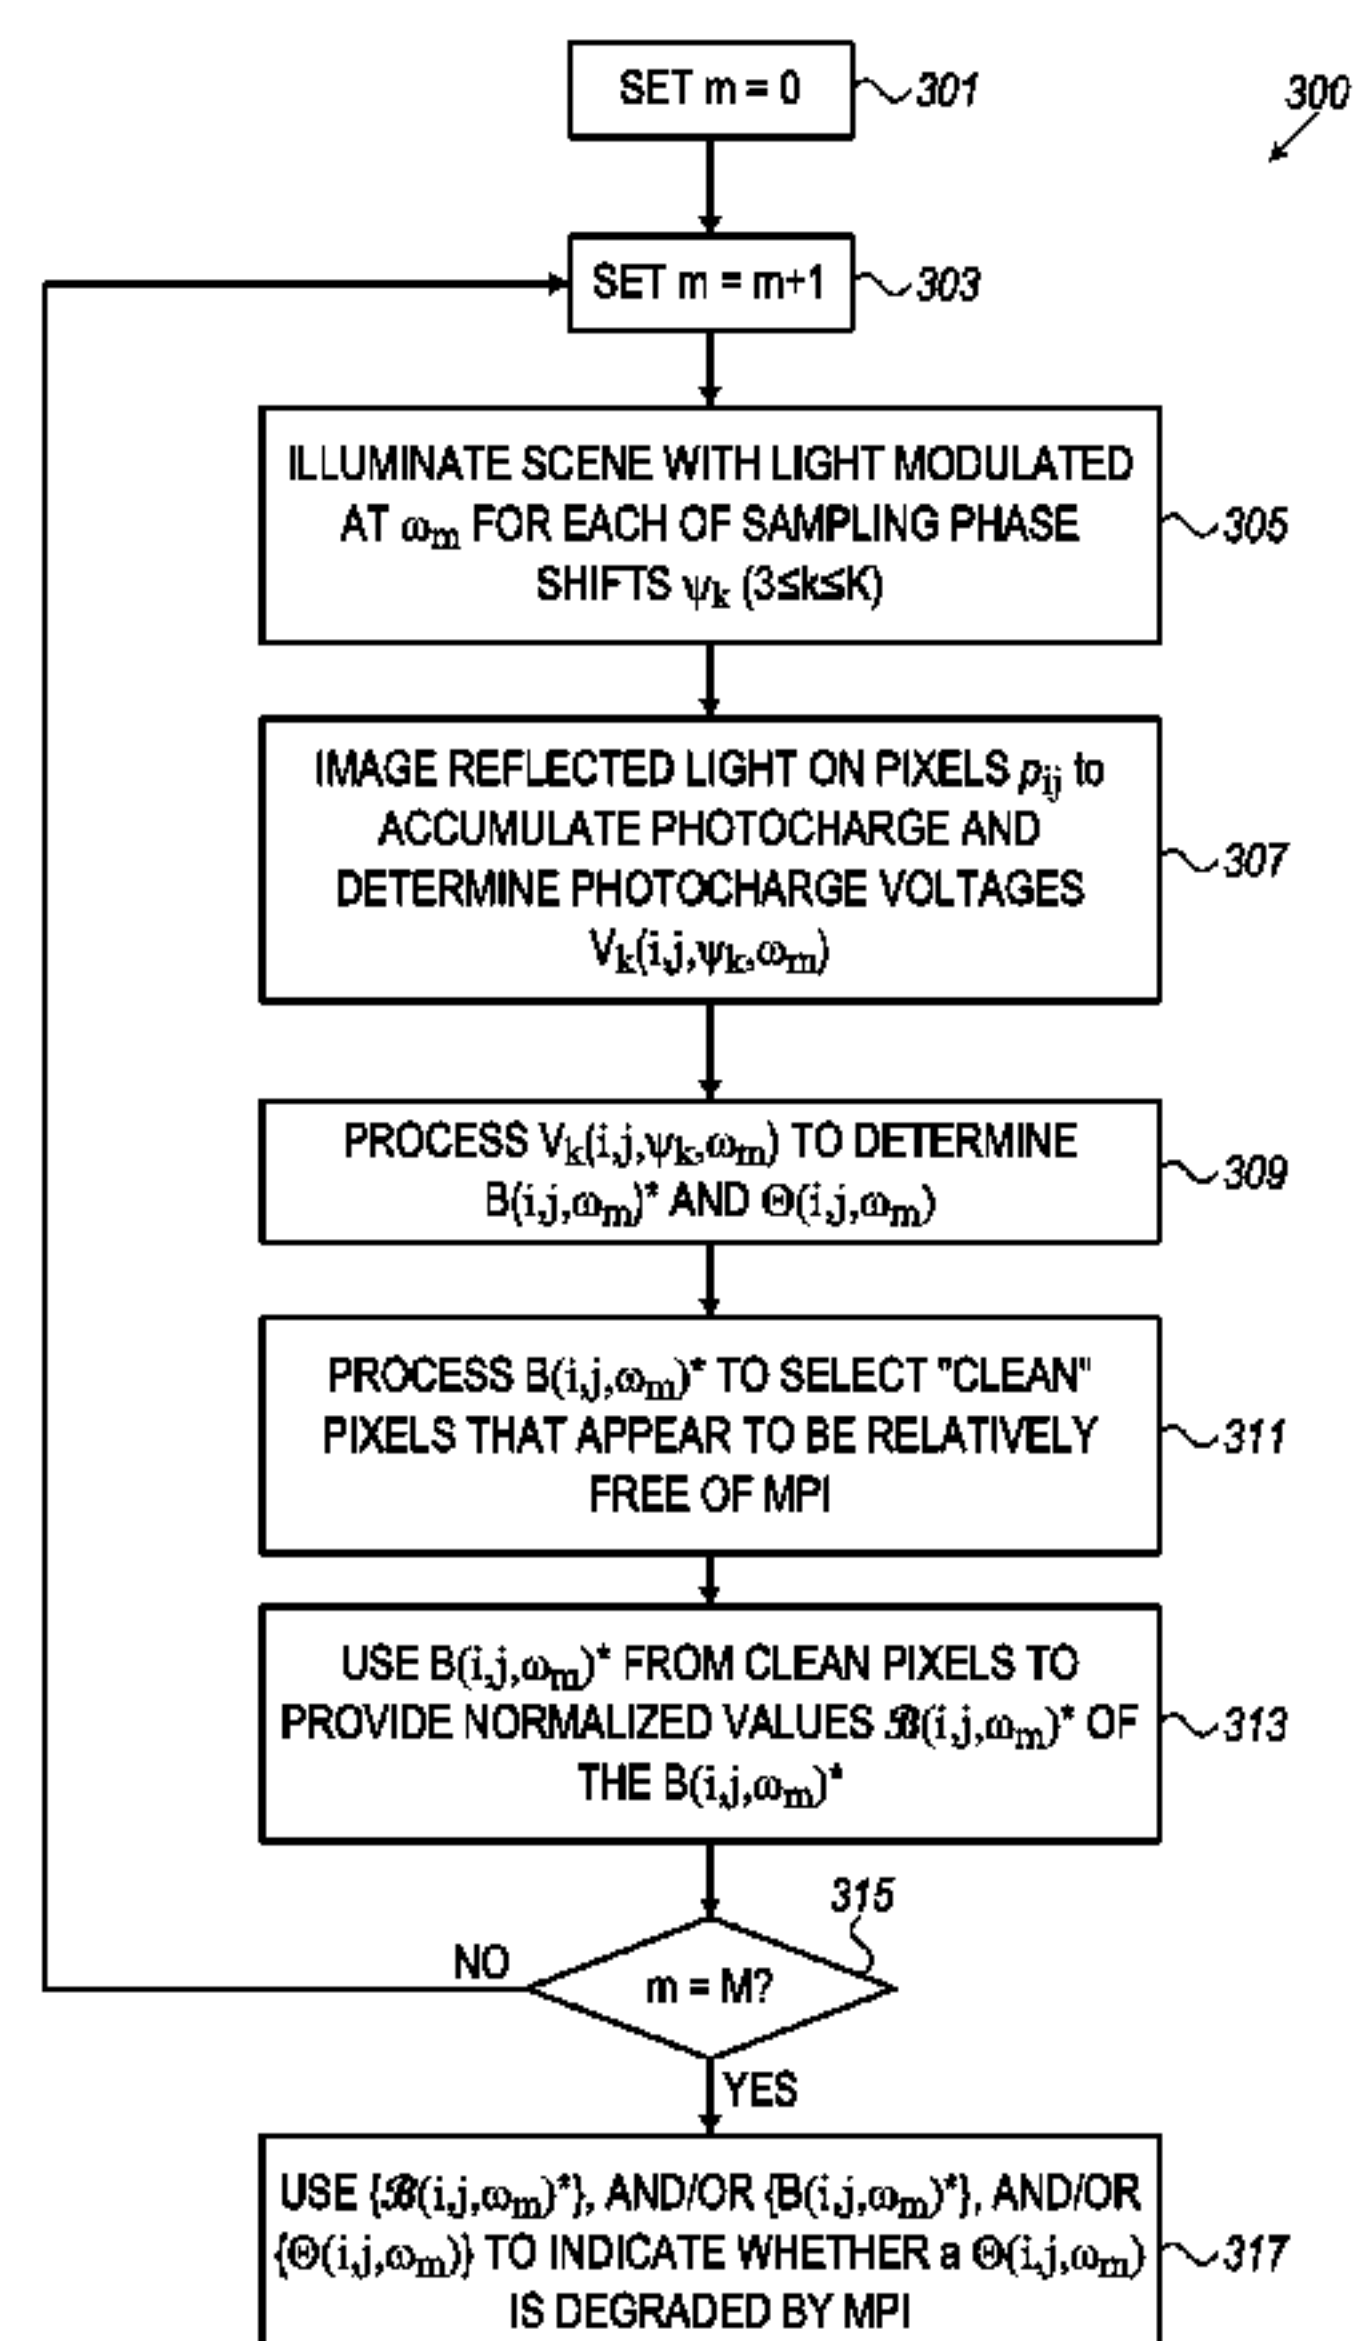 SET m = 0
301
300
SET m = m+1
303
ILLUMINATE SCENE WITH LIGHT MODULATED
AT ωm FOR EACH OF SAMPLING PHASE
SHIFTS ψk (3≤k≤K)
305
IMAGE REFLECTED LIGHT ON PIXELS pij to
ACCUMULATE PHOTOCHARGE AND
DETERMINE PHOTOCHARGE VOLTAGES
Vk(i,j,ψk,ωm)
307
PROCESS Vk(i,j,ψk,ωm) TO DETERMINE
B(i,j,ωm)* AND Θ(i,j,ωm)
309
PROCESS B(i,j,ωm)* TO SELECT "CLEAN"
PIXELS THAT APPEAR TO BE RELATIVELY
FREE OF MPI
311
USE B(i,j,ωm)* FROM CLEAN PIXELS TO
PROVIDE NORMALIZED VALUES ℬ(i,j,ωm)* OF
THE B(i,j,ωm)*
313
315
NO
m = M?
YES
USE {ℬ(i,j,ωm)*}, AND/OR {B(i,j,ωm)*}, AND/OR
{Θ(i,j,ωm)} TO INDICATE WHETHER a Θ(i,j,ωm)
IS DEGRADED BY MPI
317